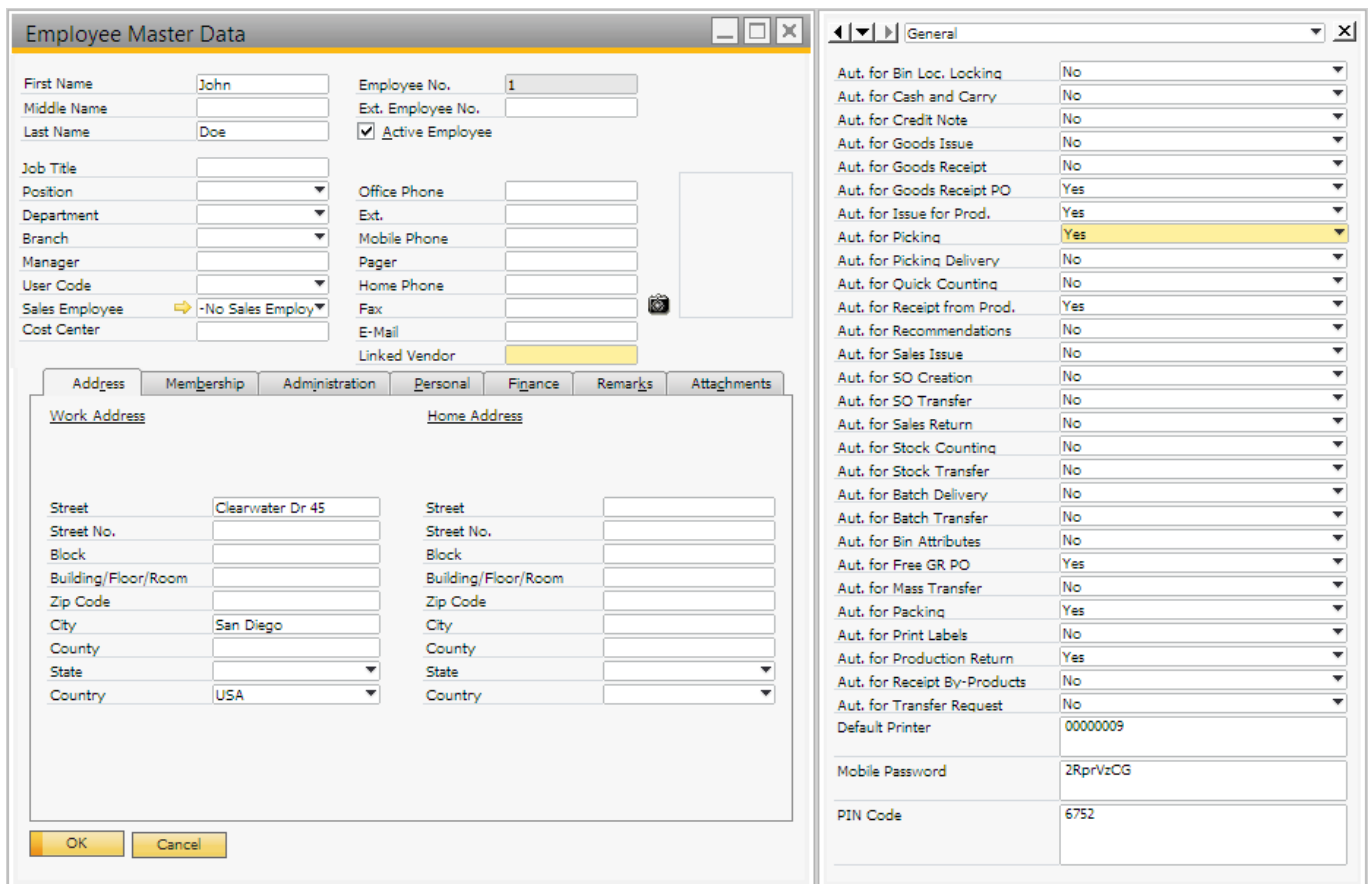 Employee Master Data
First Name John
Middle Name
Last Name Doe
Employee No. 1
Ext. Employee No.
Active Employee
Job Title
Position
Department
Branch
Manager
User Code
Sales Employee -No Sales Employ
Cost Center
Office Phone
Ext.
Mobile Phone
Pager
Home Phone
Fax
E-Mail
Linked Vendor
Address Membership Administration Personal Finance Remarks Attachments
Work Address
Street Clearwater Dr 45
Street No.
Block
Building/Floor/Room
Zip Code
City San Diego
County
State
Country USA
Home Address
Street
Street No.
Block
Building/Floor/Room
Zip Code
City
County
State
Country
OK Cancel
General
Aut. for Bin Loc. Locking No
Aut. for Cash and Carry No
Aut. for Credit Note No
Aut. for Goods Issue No
Aut. for Goods Receipt No
Aut. for Goods Receipt PO Yes
Aut. for Issue for Prod. Yes
Aut. for Picking Yes
Aut. for Picking Delivery No
Aut. for Quick Counting No
Aut. for Receipt from Prod. Yes
Aut. for Recommendations No
Aut. for Sales Issue No
Aut. for SO Creation No
Aut. for SO Transfer No
Aut. for Sales Return No
Aut. for Stock Counting No
Aut. for Stock Transfer No
Aut. for Batch Delivery No
Aut. for Batch Transfer No
Aut. for Bin Attributes No
Aut. for Free GR PO Yes
Aut. for Mass Transfer No
Aut. for Packing Yes
Aut. for Print Labels No
Aut. for Production Return Yes
Aut. for Receipt By-Products No
Aut. for Transfer Request No
Default Printer 00000009
Mobile Password 2RprVzCG
PIN Code 6752